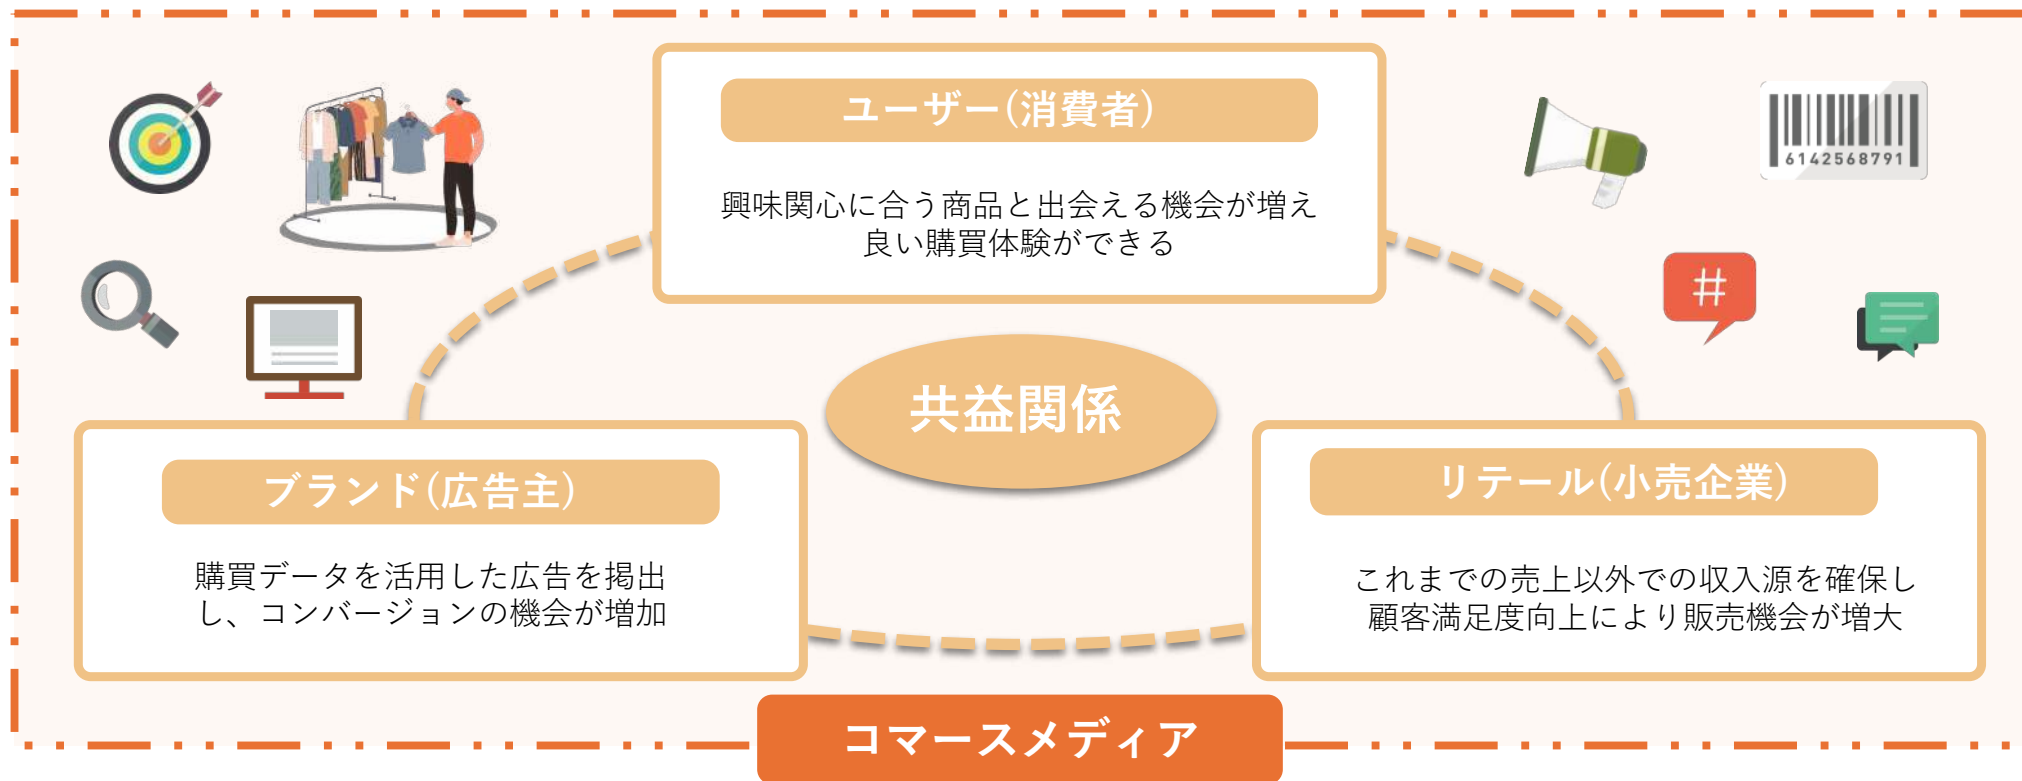 ユーザー(消費者)
興味関心に合う商品と出会える機会が増え
良い購買体験ができる
6142568791
#
共益関係
ブランド(広告主)
購買データを活用した広告を掲出
し、コンバージョンの機会が増加
リテール(小売企業)
これまでの売上以外での収入源を確保し
顧客満足度向上により販売機会が増大
コマースメディア